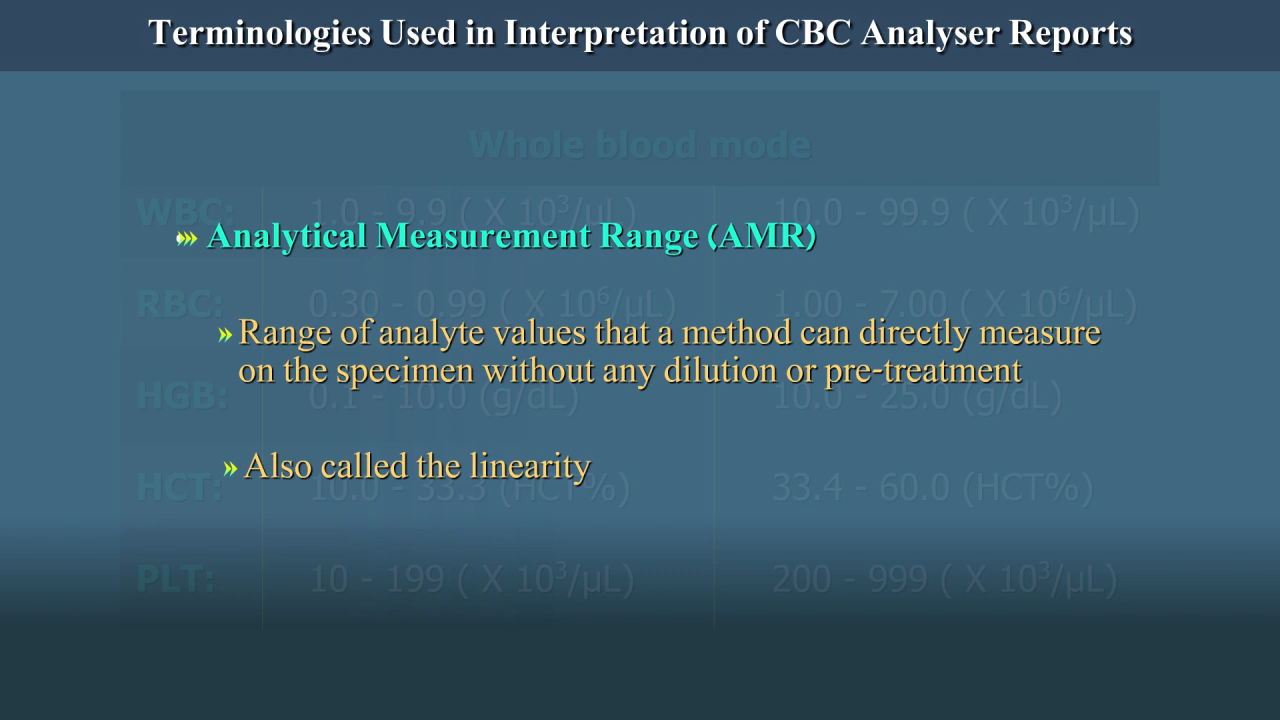 Terminologies Used in Interpretation of CBC Analyser Reports
Whole blood mode
WBC: 1.0 - 9.9 ( X 10³/µL) 10.0 - 99.9 ( X 10³/µL)
»» Analytical Measurement Range (AMR)
RBC: 0.30 - 0.99 ( X 10⁶/µL) 1.00 - 7.00 ( X 10⁶/µL)
» Range of analyte values that a method can directly measure
on the specimen without any dilution or pre-treatment
HGB: 0.1 - 10.0 (g/dL) 10.0 - 25.0 (g/dL)
» Also called the linearity
HCT: 10.0 - 33.3 (HCT%) 33.4 - 60.0 (HCT%)
PLT: 10 - 199 ( X 10³/µL) 200 - 999 ( X 10³/µL)